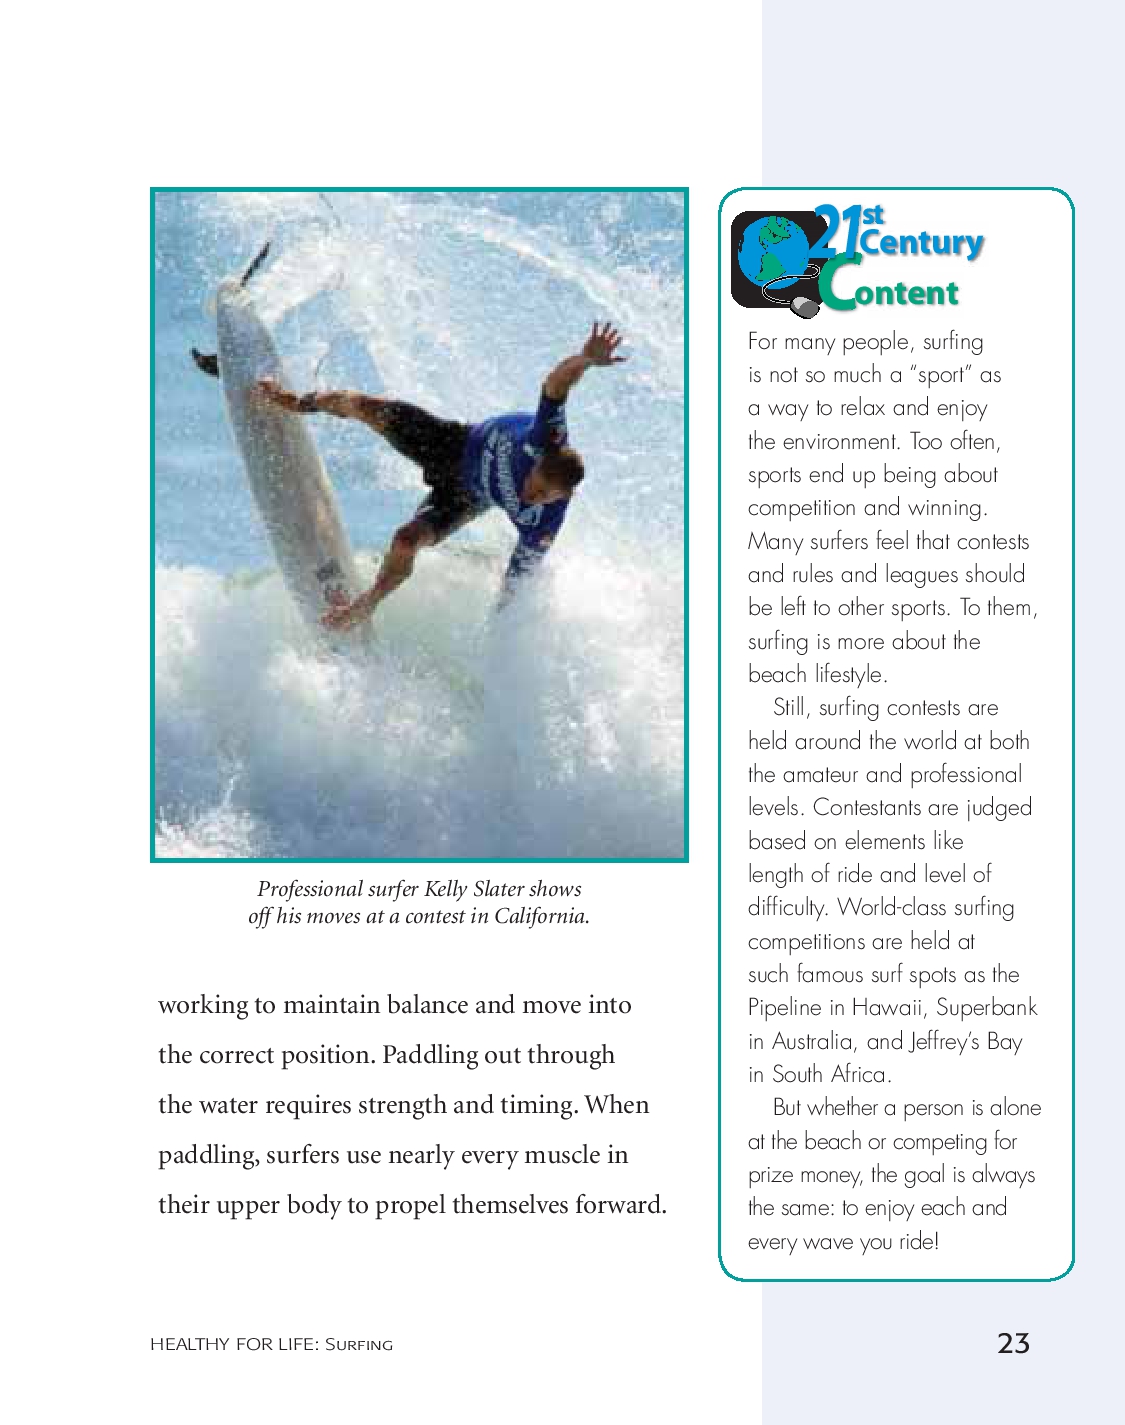 Professional surfer Kelly Slater shows
off his moves at a contest in California.
working to maintain balance and move into
the correct position. Paddling out through
the water requires strength and timing. When
paddling, surfers use nearly every muscle in
their upper body to propel themselves forward.
21st
Century
Content
For many people, surfing
is not so much a “sport” as
a way to relax and enjoy
the environment. Too often,
sports end up being about
competition and winning.
Many surfers feel that contests
and rules and leagues should
be left to other sports. To them,
surfing is more about the
beach lifestyle.
Still, surfing contests are
held around the world at both
the amateur and professional
levels. Contestants are judged
based on elements like
length of ride and level of
difficulty. World-class surfing
competitions are held at
such famous surf spots as the
Pipeline in Hawaii, Superbank
in Australia, and Jeffrey’s Bay
in South Africa.
But whether a person is alone
at the beach or competing for
prize money, the goal is always
the same: to enjoy each and
every wave you ride!
HEALTHY FOR LIFE: SURFING
23